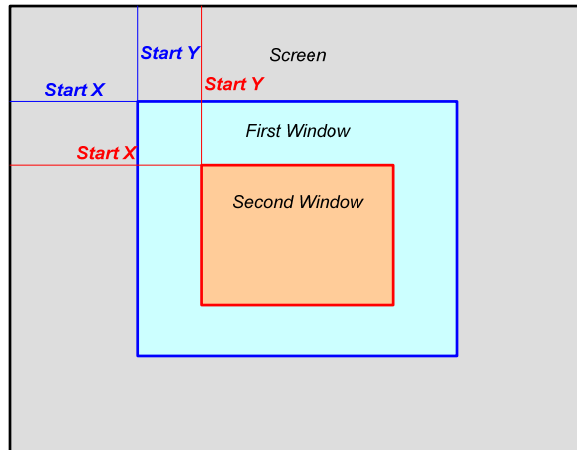 Start Y
Screen
Start X
Start Y
First Window
Start X
Second Window